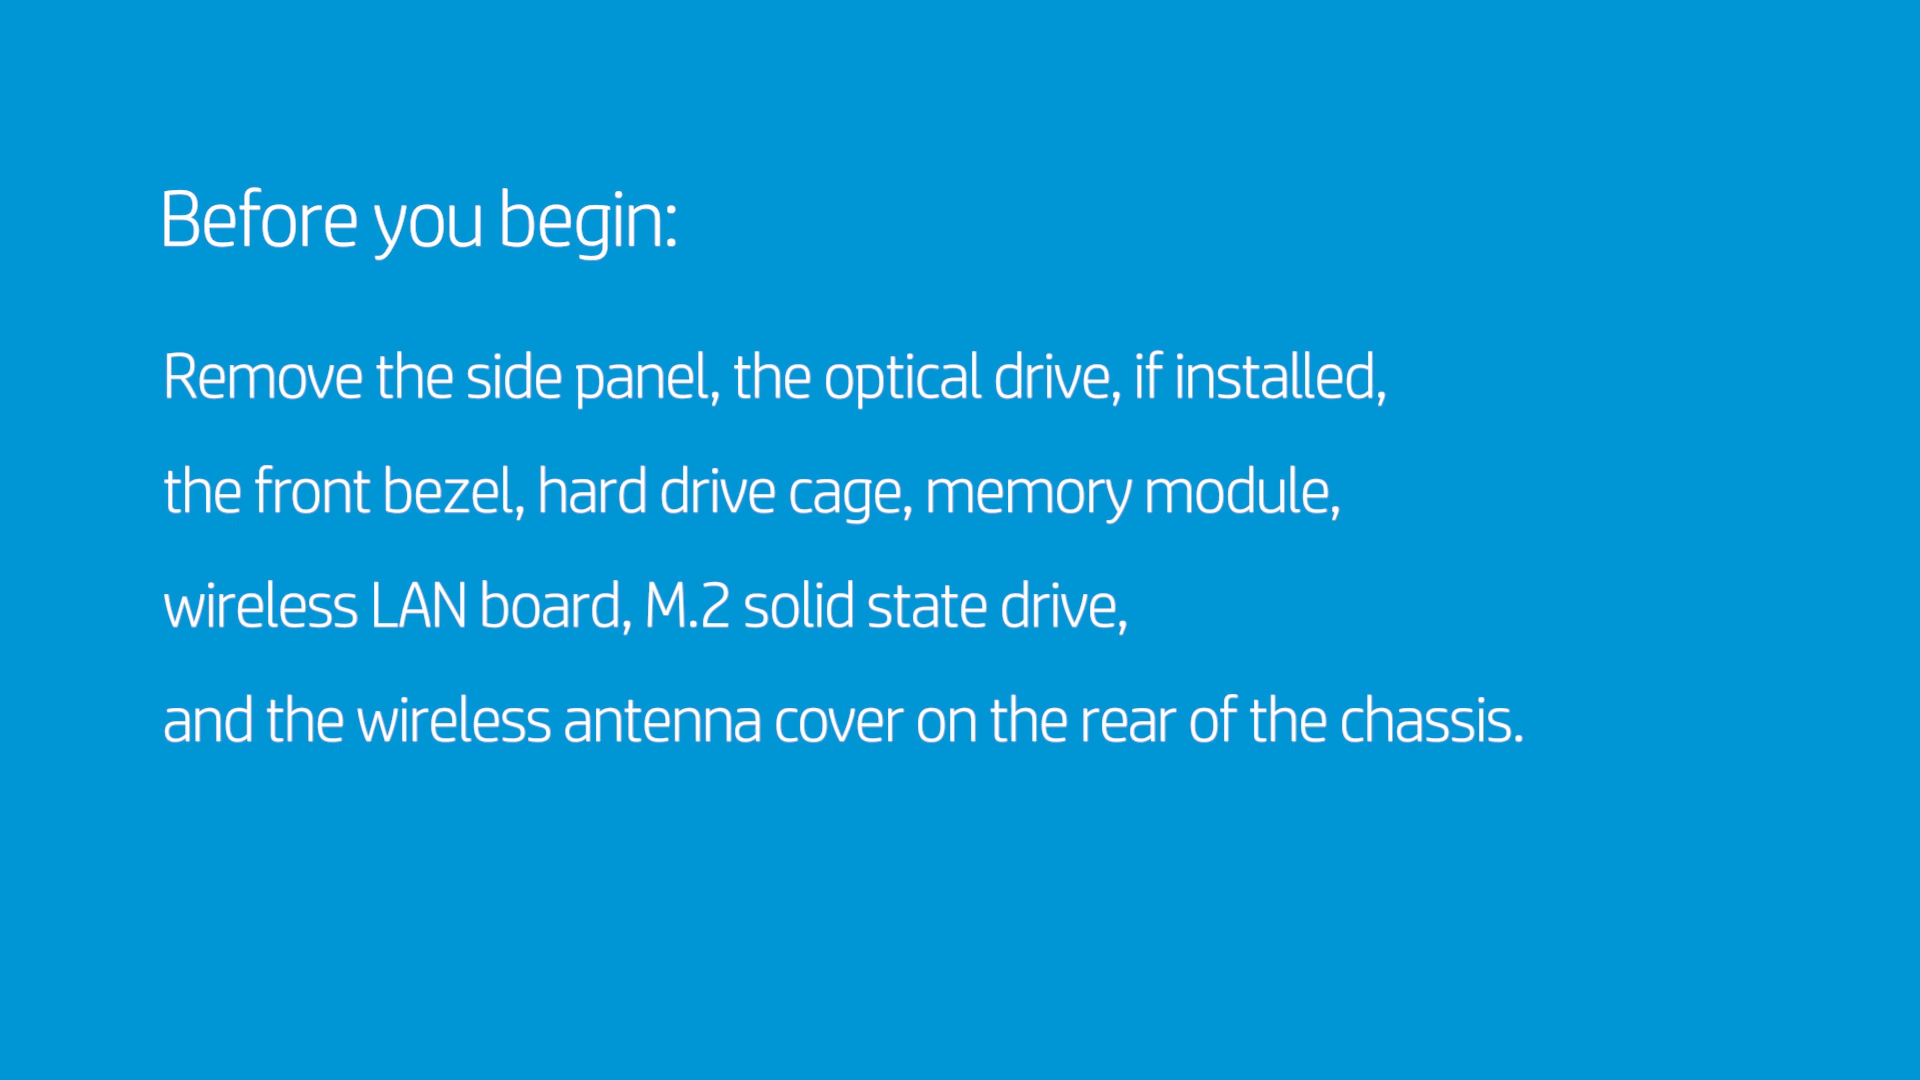 Before you begin:
Remove the side panel, the optical drive, if installed,
the front bezel, hard drive cage, memory module,
wireless LAN board, M.2 solid state drive,
and the wireless antenna cover on the rear of the chassis.